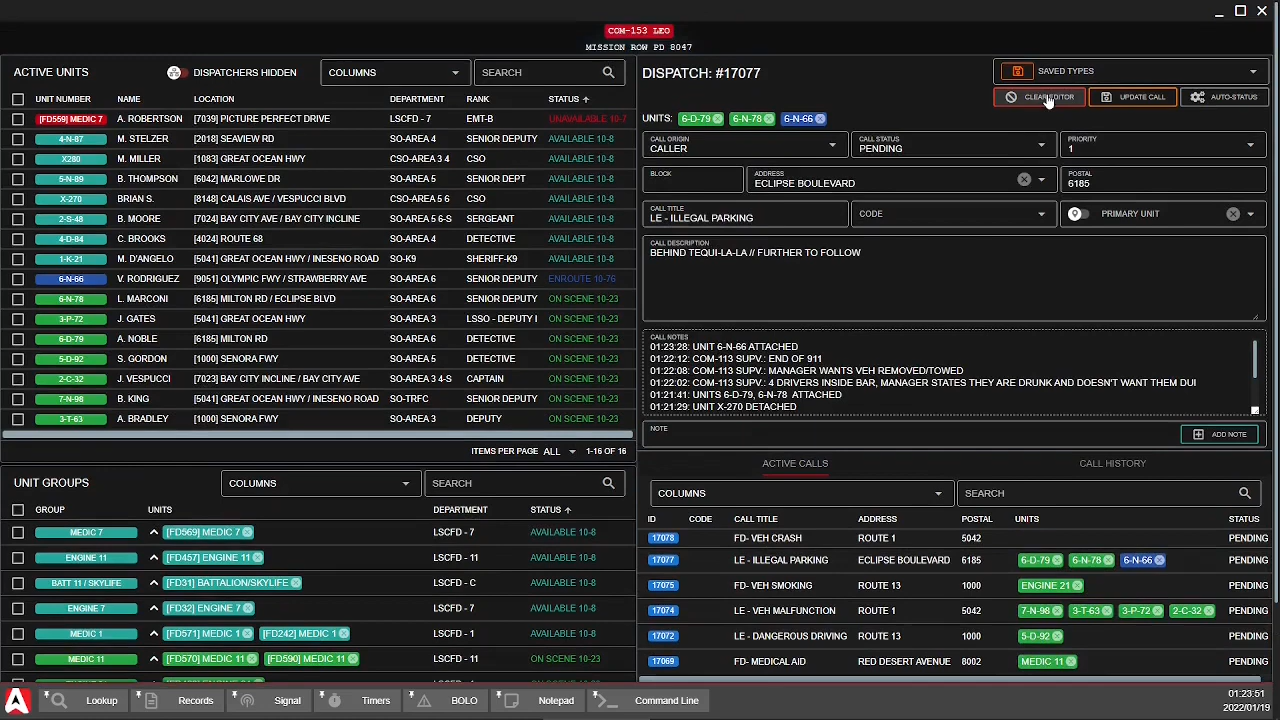 COM-153 LEO
MISSION ROW PD 8047
ACTIVE UNITS
DISPATCHERS HIDDEN
COLUMNS
SEARCH
UNIT NUMBER NAME LOCATION DEPARTMENT RANK STATUS
[FD559] MEDIC 7 A. ROBERTSON [7039] PICTURE PERFECT DRIVE LSCFD - 7 EMT-B UNAVAILABLE 10-7
4-N-87 M. STELZER [2018] SEAVIEW RD SO-AREA 4 SENIOR DEPUTY AVAILABLE 10-8
X280 M. MILLER [1083] GREAT OCEAN HWY CSO-AREA 3 4 CSO AVAILABLE 10-8
5-N-89 B. THOMPSON [6042] MARLOWE DR SO-AREA 5 SENIOR DEPT AVAILABLE 10-8
X-270 BRIAN S. [8148] CALAIS AVE / VESPUCCI BLVD CSO-AREA 5 6 CSO AVAILABLE 10-8
2-S-48 B. MOORE [7024] BAY CITY AVE / BAY CITY INCLINE SO-AREA 5 6-S SERGEANT AVAILABLE 10-8
4-D-84 C. BROOKS [4024] ROUTE 68 SO-AREA 4 DETECTIVE AVAILABLE 10-8
1-K-21 M. D'ANGELO [5041] GREAT OCEAN HWY / INESENO ROAD SO-K9 SHERIFF-K9 AVAILABLE 10-8
6-N-66 V. RODRIGUEZ [9051] OLYMPIC FWY / STRAWBERRY AVE SO-AREA 6 SENIOR DEPUTY ENROUTE 10-76
6-N-78 L. MARCONI [6185] MILTON RD / ECLIPSE BLVD SO-AREA 6 SENIOR DEPUTY ON SCENE 10-23
3-P-72 J. GATES [5041] GREAT OCEAN HWY SO-AREA 3 LSSO - DEPUTY I ON SCENE 10-23
6-D-79 A. NOBLE [6185] MILTON RD SO-AREA 6 DETECTIVE ON SCENE 10-23
5-D-92 S. GORDON [1000] SENORA FWY SO-AREA 5 DETECTIVE ON SCENE 10-23
2-C-32 J. VESPUCCI [7023] BAY CITY INCLINE / BAY CITY AVE SO-AREA 3 4-S CAPTAIN ON SCENE 10-23
7-N-98 B. KING [5041] GREAT OCEAN HWY / INESENO ROAD SO-TRFC SENIOR DEPUTY ON SCENE 10-23
3-T-63 A. BRADLEY [1000] SENORA FWY SO-AREA 3 DEPUTY ON SCENE 10-23
ITEMS PER PAGE ALL 1-16 OF 16
UNIT GROUPS
COLUMNS
SEARCH
GROUP UNITS DEPARTMENT STATUS
MEDIC 7 [FD569] MEDIC 7 LSCFD - 7 AVAILABLE 10-8
ENGINE 11 [FD457] ENGINE 11 LSCFD - 11 AVAILABLE 10-8
BATT 11 / SKYLIFE [FD31] BATTALION/SKYLIFE LSCFD - C AVAILABLE 10-8
ENGINE 7 [FD32] ENGINE 7 LSCFD - 7 AVAILABLE 10-8
MEDIC 1 [FD571] MEDIC 1 [FD242] MEDIC 1 LSCFD - 1 AVAILABLE 10-8
MEDIC 11 [FD570] MEDIC 11 [FD590] MEDIC 11 LSCFD - 11 ON SCENE 10-23
DISPATCH: #17077
SAVED TYPES
CLEAR EDITOR
UPDATE CALL
AUTO-STATUS
UNITS: 6-D-79 6-N-78 6-N-66
CALL ORIGIN
CALLER
CALL STATUS
PENDING
PRIORITY
1
BLOCK
ADDRESS
ECLIPSE BOULEVARD
POSTAL
6185
CALL TITLE
LE - ILLEGAL PARKING
CODE
PRIMARY UNIT
CALL DESCRIPTION
BEHIND TEQUI-LA-LA // FURTHER TO FOLLOW
CALL NOTES
01:23:28: UNIT 6-N-66 ATTACHED
01:22:12: COM-113 SUPV.: END OF 911
01:22:08: COM-113 SUPV.: MANAGER WANTS VEH REMOVED/TOWED
01:22:02: COM-113 SUPV.: 4 DRIVERS INSIDE BAR, MANAGER STATES THEY ARE DRUNK AND DOESN'T WANT THEM DUI
01:21:41: UNITS 6-D-79, 6-N-78 ATTACHED
01:21:29: UNIT X-270 DETACHED
NOTE
ADD NOTE
ACTIVE CALLS
CALL HISTORY
COLUMNS
SEARCH
ID CODE CALL TITLE ADDRESS POSTAL UNITS STATUS
17078 FD- VEH CRASH ROUTE 1 5042 PENDING
17077 LE - ILLEGAL PARKING ECLIPSE BOULEVARD 6185 6-D-79 6-N-78 6-N-66 PENDING
17075 FD- VEH SMOKING ROUTE 13 1000 ENGINE 21 PENDING
17074 LE - VEH MALFUNCTION ROUTE 1 5042 7-N-98 3-T-63 3-P-72 2-C-32 PENDING
17072 LE - DANGEROUS DRIVING ROUTE 13 1000 5-D-92 PENDING
17069 FD- MEDICAL AID RED DESERT AVENUE 8002 MEDIC 11 PENDING
Lookup
Records
Signal
Timers
BOLO
Notepad
Command Line
01:23:51
2022/01/19